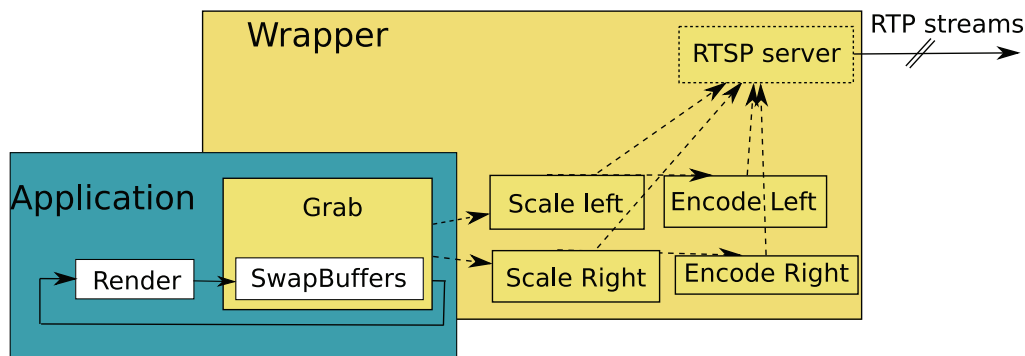 Wrapper
RTP streams
RTSP server
Application
Grab
Scale left
Encode Left
Render
SwapBuffers
Scale Right
Encode Right